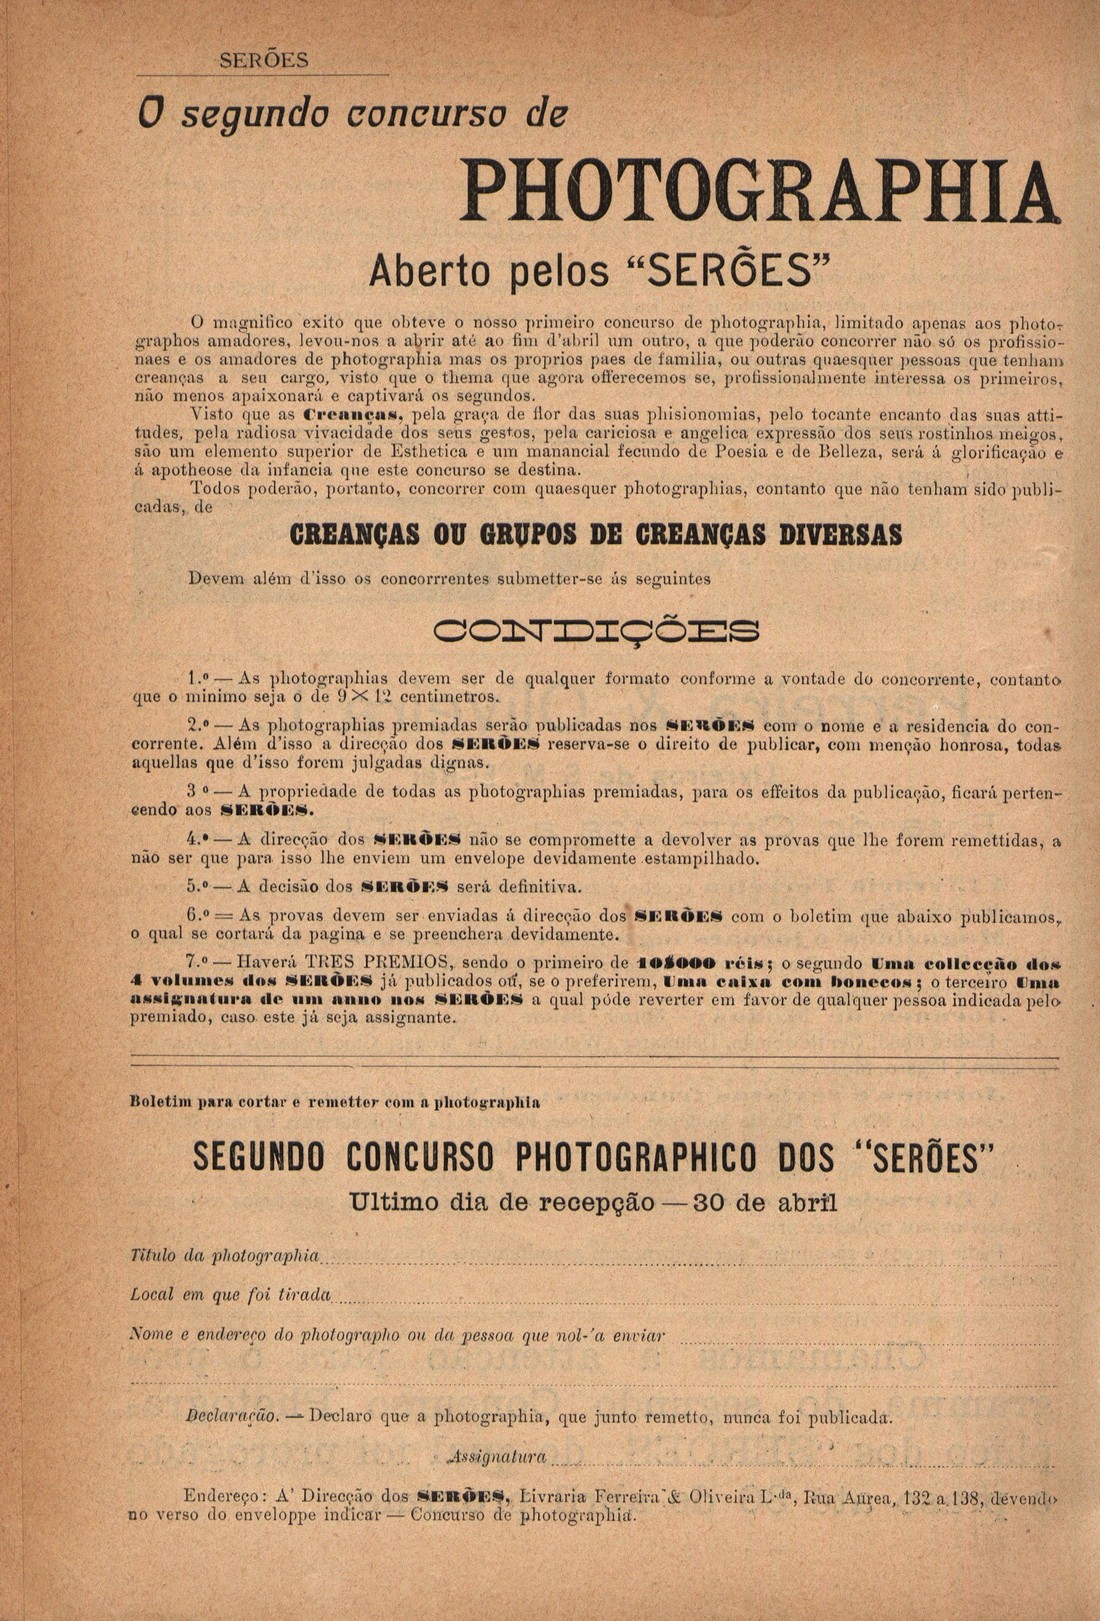 SERÕES
O segundo concurso de
PHOTOGRAPHIA
Aberto pelos “SERÕES”
O magnifico exito que obteve o nosso primeiro concurso de photographia, limitado apenas aos photo-
graphos amadores, levou-nos a abrir até ao fim d'abril um outro, a que poderão concorrer não só os profissio-
naes e os amadores de photographia mas os proprios paes de familia, ou outras quaesquer pessoas que tenham
creanças a seu cargo, visto que o thema que agora offerecemos se, profissionalmente interessa os primeiros,
não menos apaixonará e captivará os segundos.
Visto que as Creanças, pela graça de flor das suas phisionomias, pelo tocante encanto das suas atti-
tudes, pela radiosa vivacidade dos seus gestos, pela cariciosa e angelica expressão dos seus rostinhos meigos,
são um elemento superior de Esthetica e um manancial fecundo de Poesia e de Belleza, será á glorificação e
á apotheose da infancia que este concurso se destina.
Todos poderão, portanto, concorrer com quaesquer photographias, contanto que não tenham sido publi-
cadas, de
CREANÇAS OU GRUPOS DE CREANÇAS DIVERSAS
Devem além d'isso os concorrrentes submetter-se ás seguintes
CONDIÇÕES
1.º — As photographias devem ser de qualquer formato conforme a vontade do concorrente, contanto
que o minimo seja o de 9 × 12 centimetros.
2.º — As photographias premiadas serão publicadas nos SERÕES com o nome e a residencia do con-
corrente. Além d'isso a direcção dos SERÕES reserva-se o direito de publicar, com menção honrosa, todas
aquellas que d'isso forem julgadas dignas.
3 º — A propriedade de todas as photographias premiadas, para os effeitos da publicação, ficará perten-
cendo aos SERÕES.
4.º — A direcção dos SERÕES não se compromette a devolver as provas que lhe forem remettidas, a
não ser que para isso lhe enviem um envelope devidamente estampilhado.
5.º — A decisão dos SERÕES será definitiva.
6.º = As provas devem ser enviadas á direcção dos SERÕES com o boletim que abaixo publicamos,
o qual se cortará da pagina e se preenchera devidamente.
7.º — Haverá TRES PREMIOS, sendo o primeiro de 10$000 réis; o segundo Uma collecção dos
4 volumes dos SERÕES já publicados ou, se o preferirem, Uma caixa com bonecos; o terceiro Uma
assignatura de um anno nos SERÕES a qual póde reverter em favor de qualquer pessoa indicada pelo
premiado, caso este já seja assignante.
Boletim para cortar e remetter com a photographia
SEGUNDO CONCURSO PHOTOGRAPHICO DOS “SERÕES”
Ultimo dia de recepção — 30 de abril
Titulo da photographia
Local em que foi tirada
Nome e endereço do photographo ou da pessoa que nol-'a enviar
Declaração. — Declaro que a photographia, que junto remetto, nunca foi publicada.
Assignatura
Endereço: A' Direcção dos SERÕES, Livraria Ferreira & Oliveira L.da, Rua Aurea, 132 a 138, devendo
no verso do enveloppe indicar — Concurso de photographia.